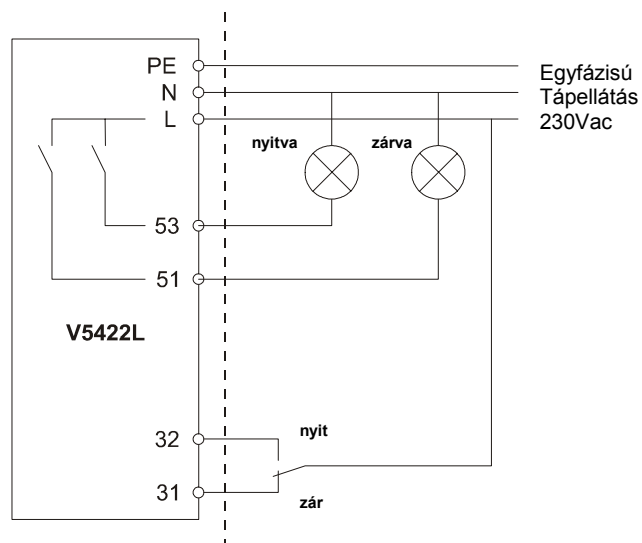 PE
N
L
Egyfázisú
Tápellátás
230Vac
nyitva
zárva
53
51
V5422L
32
nyit
31
zár